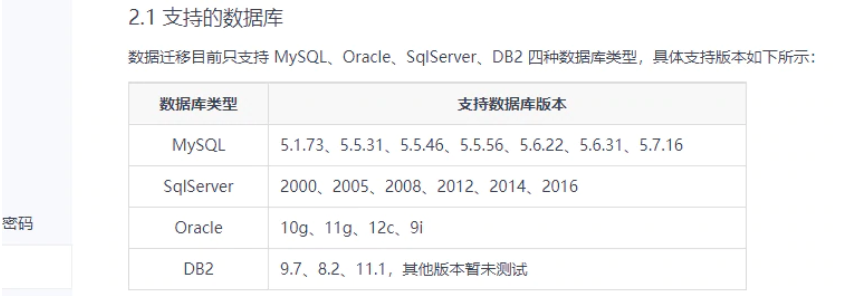 2.1 支持的数据库
数据迁移目前只支持 MySQL、Oracle、SqlServer、DB2 四种数据库类型，具体支持版本如下所示：
数据库类型 支持数据库版本
MySQL 5.1.73、5.5.31、5.5.46、5.5.56、5.6.22、5.6.31、5.7.16
SqlServer 2000、2005、2008、2012、2014、2016
密码
Oracle 10g、11g、12c、9i
DB2 9.7、8.2、11.1，其他版本暂未测试